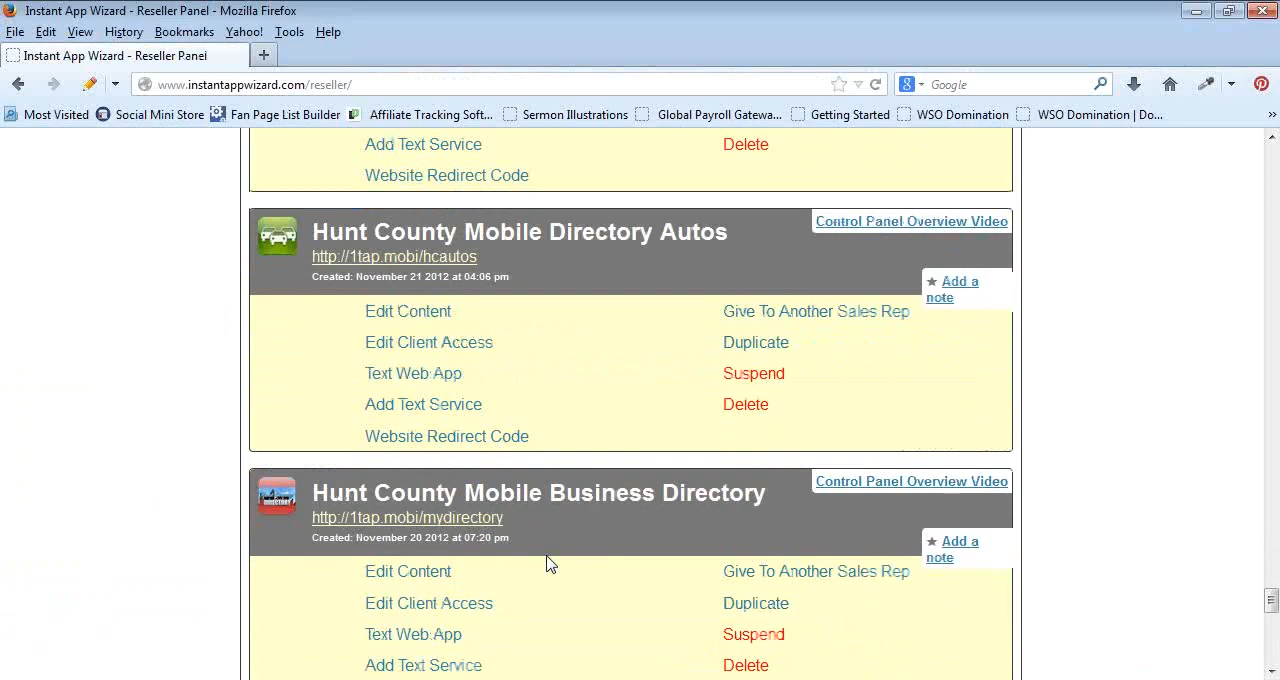 Instant App Wizard - Reseller Panel - Mozilla Firefox
File Edit View History Bookmarks Yahoo! Tools Help
Instant App Wizard - Reseller Panel
www.instantappwizard.com/reseller/
Google
Most Visited Social Mini Store Fan Page List Builder Affiliate Tracking Soft... Sermon Illustrations Global Payroll Gatewa... Getting Started WSO Domination WSO Domination | Do...
Add Text Service Delete
Website Redirect Code
Hunt County Mobile Directory Autos
Control Panel Overview Video
http://1tap.mobi/hcautos
Created: November 21 2012 at 04:06 pm
Add a
note
Edit Content Give To Another Sales Rep
Edit Client Access Duplicate
Text Web App Suspend
Add Text Service Delete
Website Redirect Code
Hunt County Mobile Business Directory
Control Panel Overview Video
http://1tap.mobi/mydirectory
Created: November 20 2012 at 07:20 pm
Add a
note
Edit Content Give To Another Sales Rep
Edit Client Access Duplicate
Text Web App Suspend
Add Text Service Delete